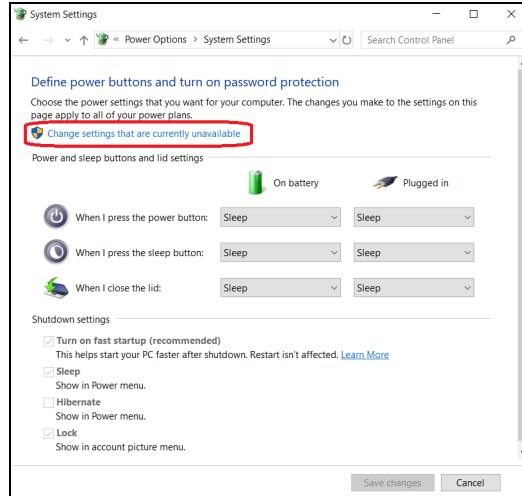 System Settings
« Power Options > System Settings
Search Control Panel
Define power buttons and turn on password protection
Choose the power settings that you want for your computer. The changes you make to the settings on this
page apply to all of your power plans.
Change settings that are currently unavailable
Power and sleep buttons and lid settings
On battery Plugged in
When I press the power button: Sleep Sleep
When I press the sleep button: Sleep Sleep
When I close the lid: Sleep Sleep
Shutdown settings
Turn on fast startup (recommended)
This helps start your PC faster after shutdown. Restart isn't affected. Learn More
Sleep
Show in Power menu.
Hibernate
Show in Power menu.
Lock
Show in account picture menu.
Save changes Cancel